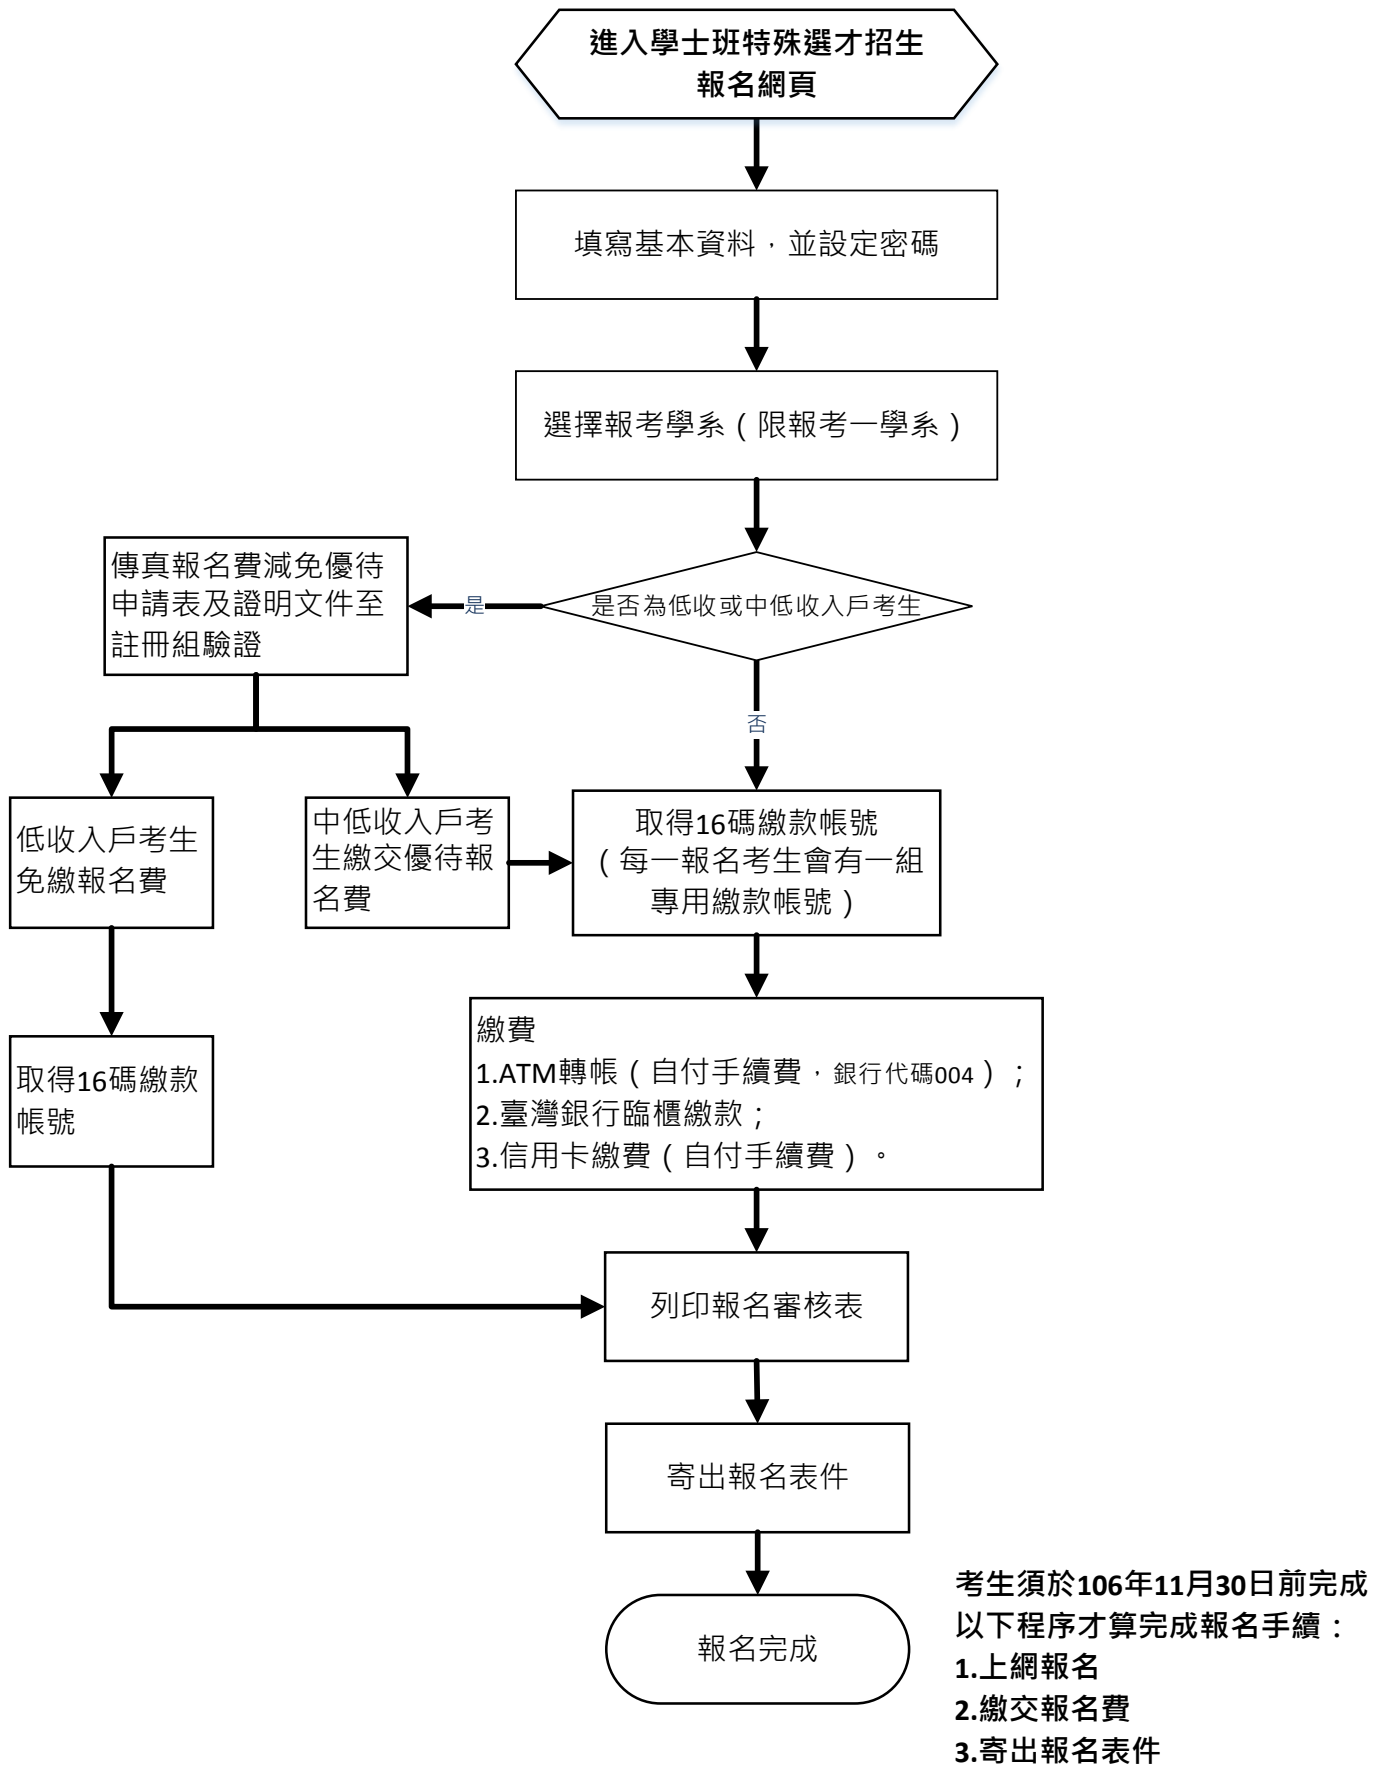 進入學士班特殊選才招生
報名網頁
填寫基本資料，並設定密碼
選擇報考學系（限報考一學系）
是否為低收或中低收入戶考生
是
否
傳真報名費減免優待
申請表及證明文件至
註冊組驗證
低收入戶考生
免繳報名費
中低收入戶考
生繳交優待報
名費
取得16碼繳款帳號
（每一報名考生會有一組
專用繳款帳號）
取得16碼繳款
帳號
繳費
1.ATM轉帳（自付手續費，銀行代碼004）；
2.臺灣銀行臨櫃繳款；
3.信用卡繳費（自付手續費）。
列印報名審核表
寄出報名表件
報名完成
考生須於106年11月30日前完成
以下程序才算完成報名手續：
1.上網報名
2.繳交報名費
3.寄出報名表件